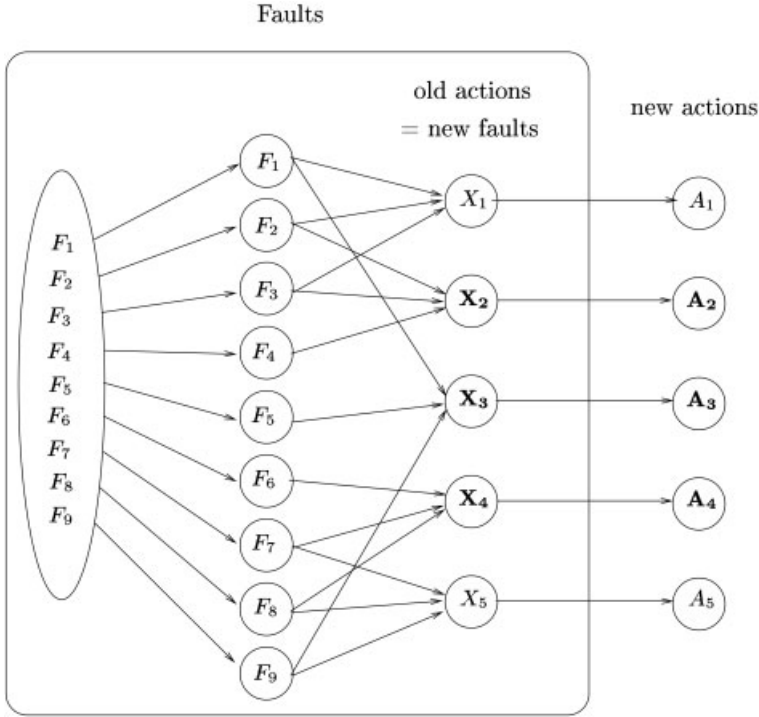 Faults
old actions
= new faults
new actions
F₁
F₂
F₃
F₄
F₅
F₆
F₇
F₈
F₉
F₁
F₂
F₃
F₄
F₅
F₆
F₇
F₈
F₉
X₁
X₂
X₃
X₄
X₅
A₁
A₂
A₃
A₄
A₅